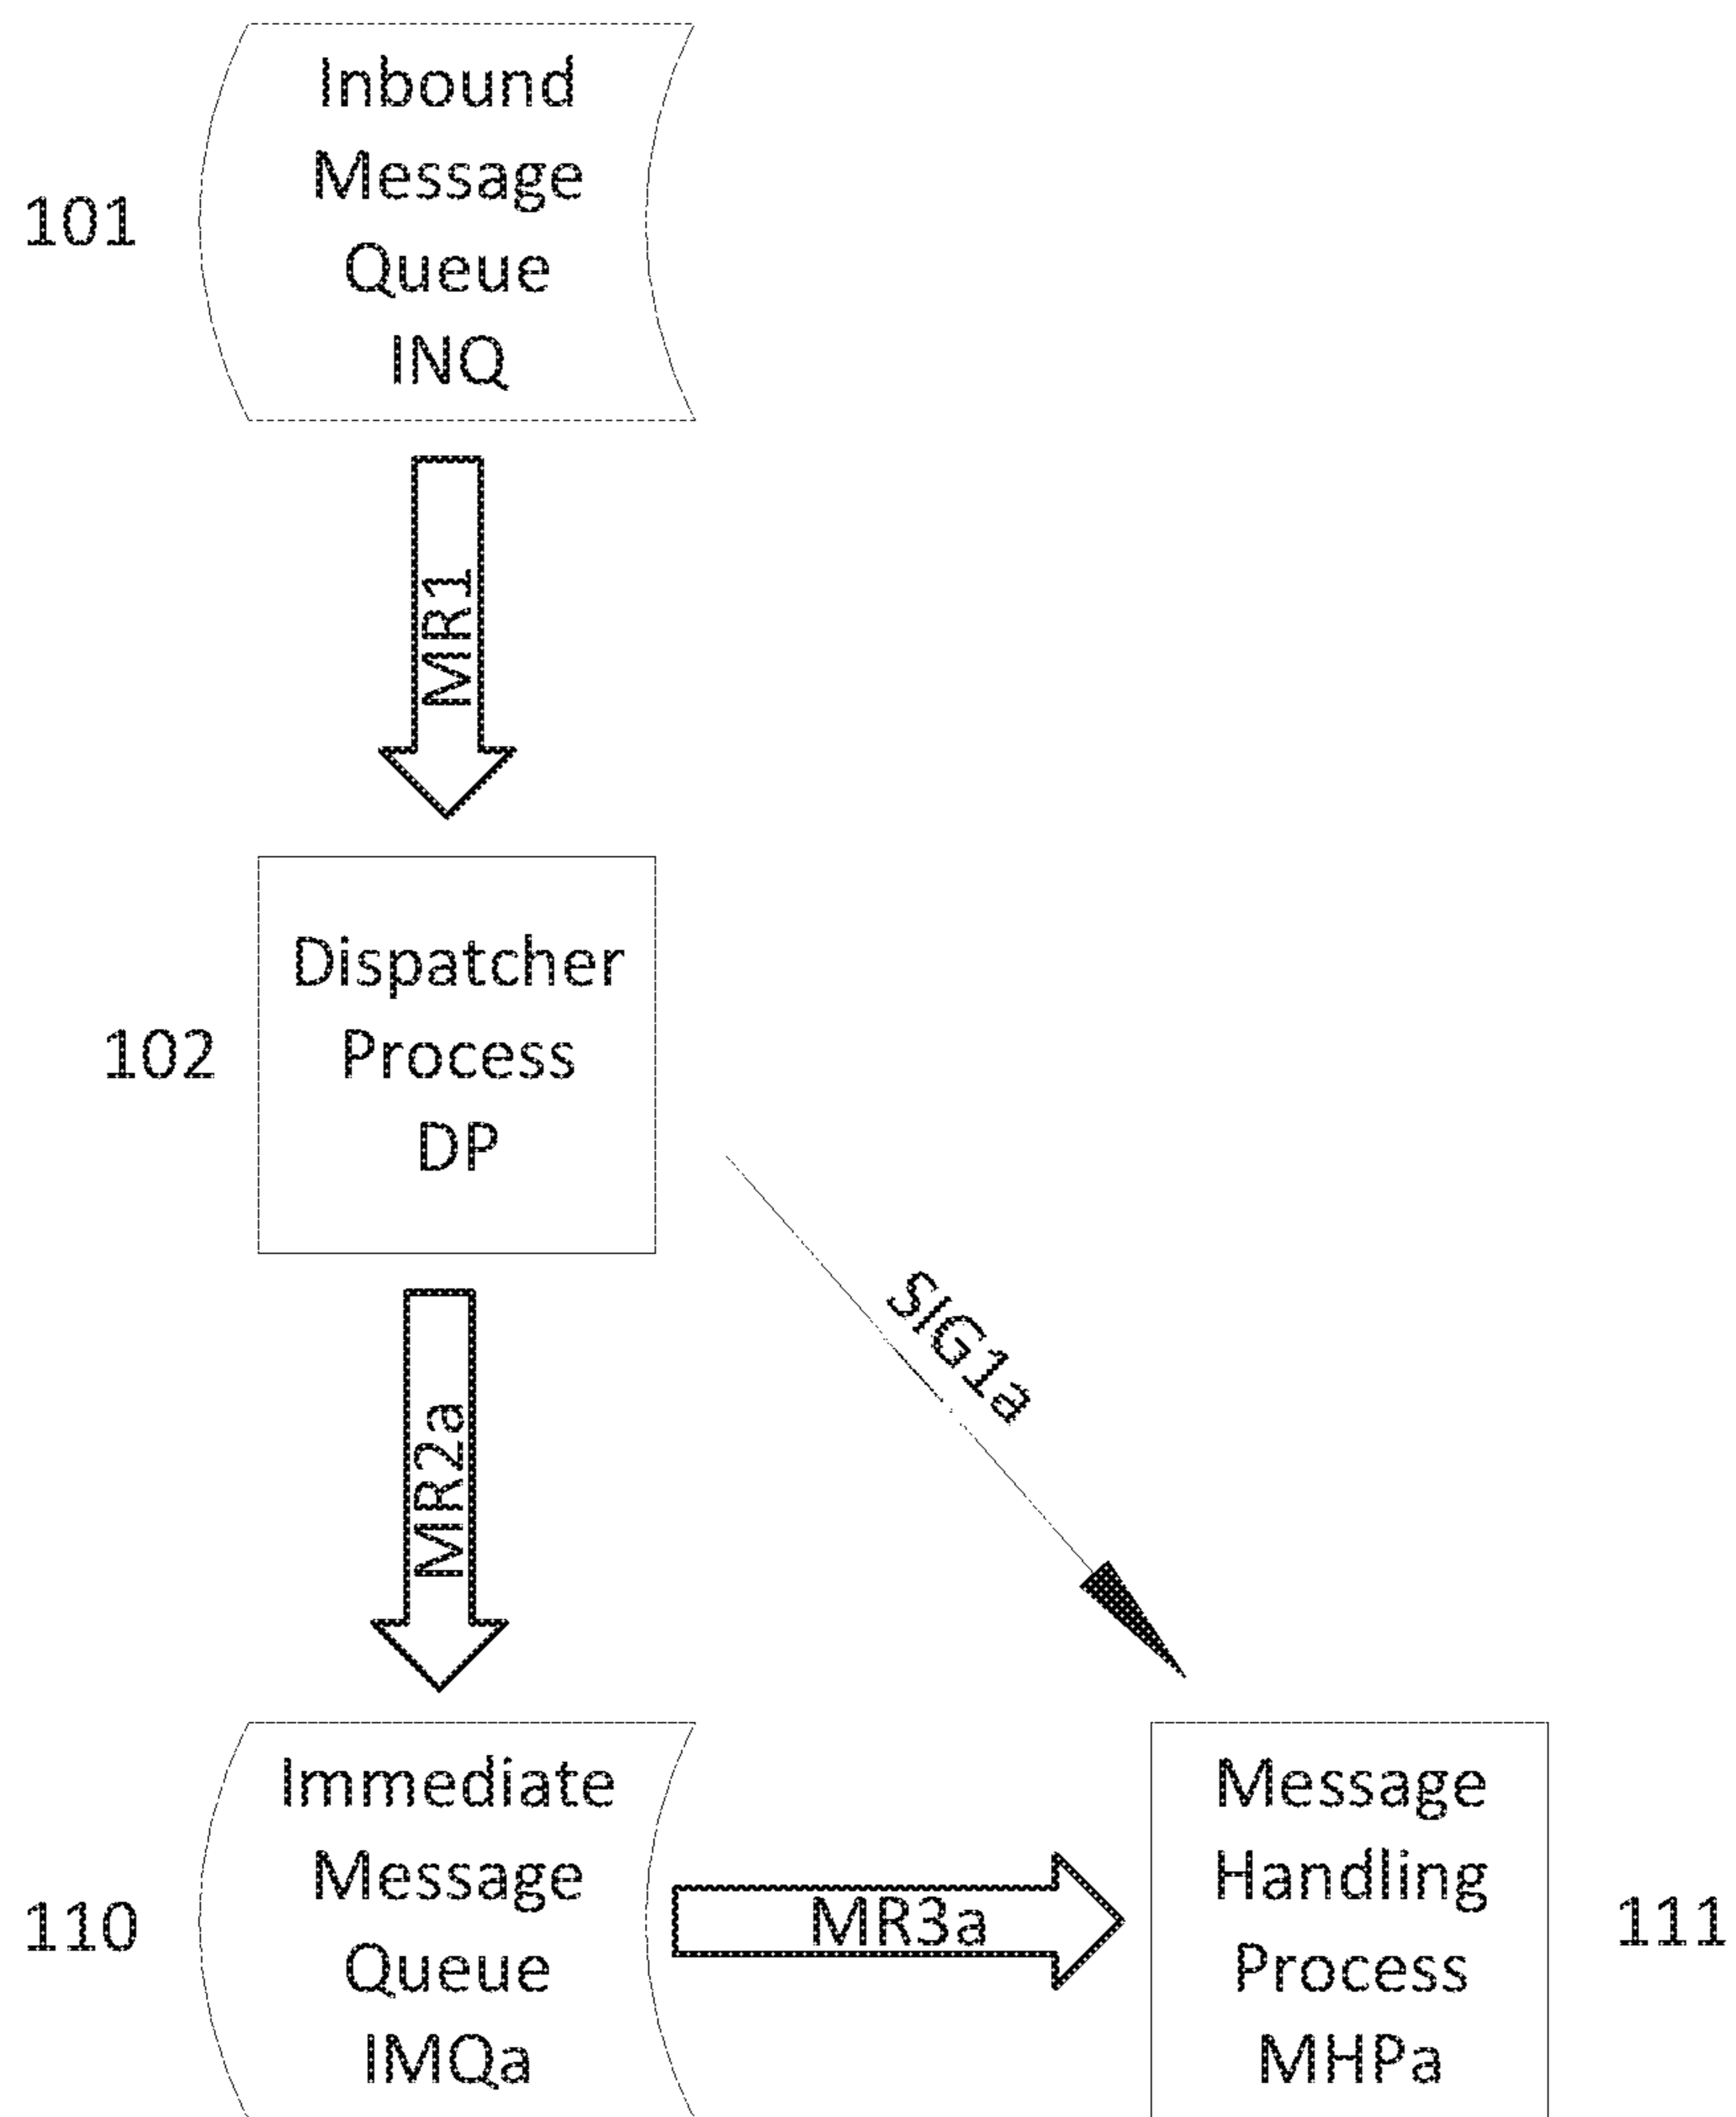 Inbound
Message
Queue
INQ
101
MR1
Dispatcher
Process
DP
102
SIG1a
MR2a
Immediate
Message
Queue
IMQa
110
MR3a
Message
Handling
Process
MHPa
111